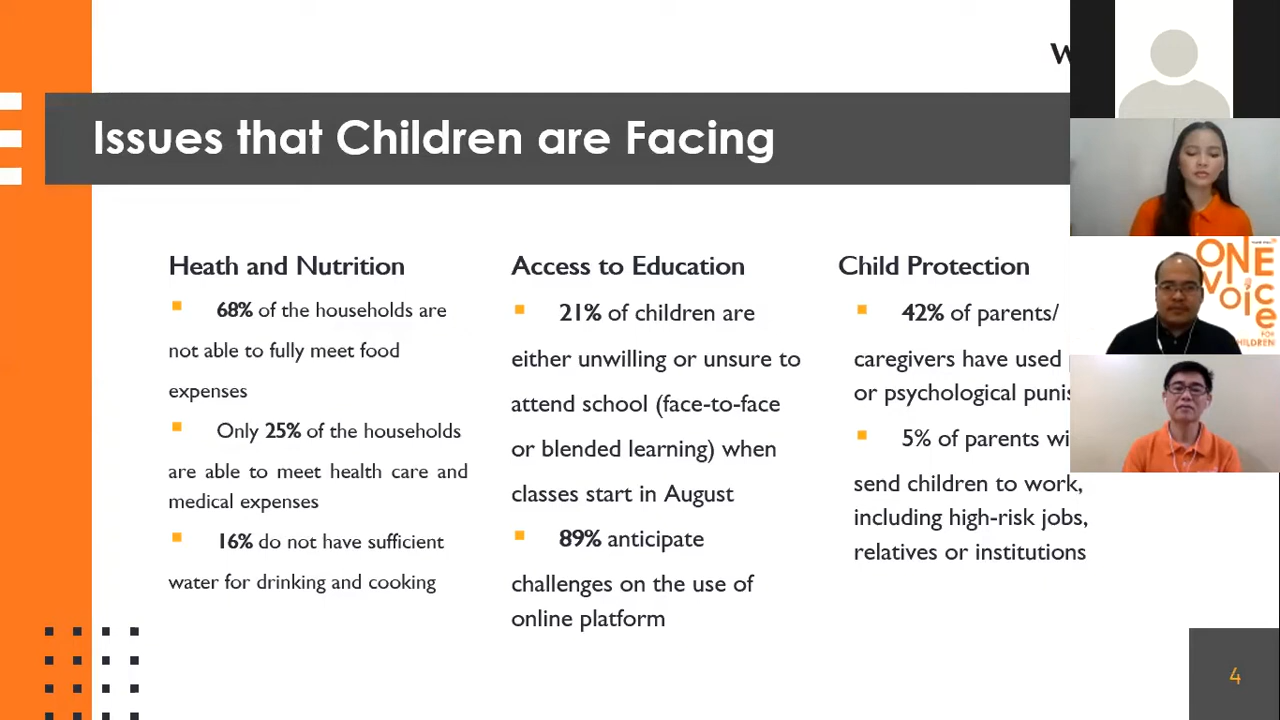 Issues that Children are Facing
Heath and Nutrition
68% of the households are
not able to fully meet food
expenses
Only 25% of the households
are able to meet health care and
medical expenses
16% do not have sufficient
water for drinking and cooking
Access to Education
21% of children are
either unwilling or unsure to
attend school (face-to-face
or blended learning) when
classes start in August
89% anticipate
challenges on the use of
online platform
Child Protection
42% of parents/
caregivers have used
or psychological
5% of parents
send children to work,
including high-risk jobs,
relatives or institutions
ONE
VOiCE
FOR
CHILDREN
4